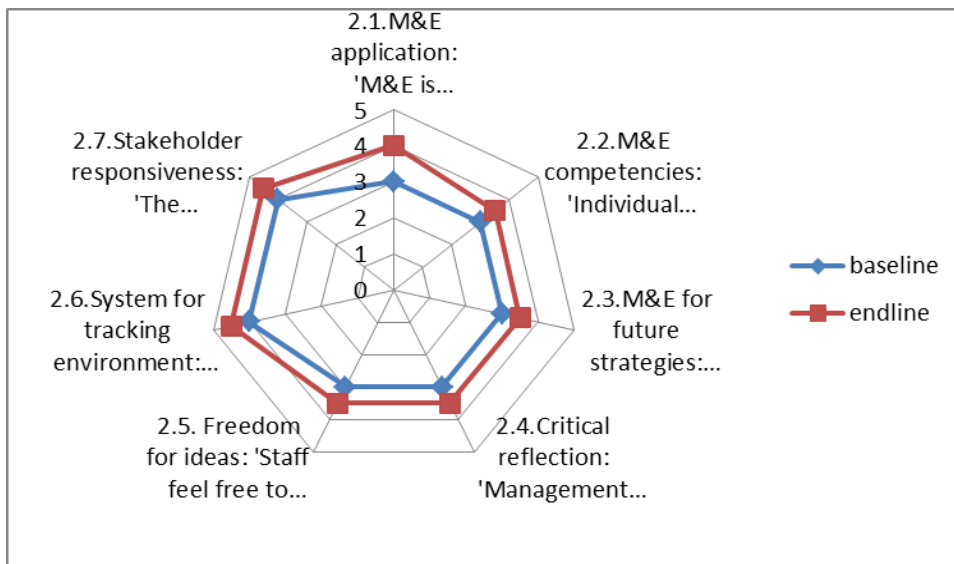 2.1.M&E
application:
'M&E is...
2.2.M&E
competencies:
'Individual...
2.3.M&E for
future
strategies:...
2.4.Critical
reflection:
'Management...
2.5. Freedom
for ideas: 'Staff
feel free to...
2.6.System for
tracking
environment:...
2.7.Stakeholder
responsiveness:
'The...
5
4
3
2
1
0
baseline
endline